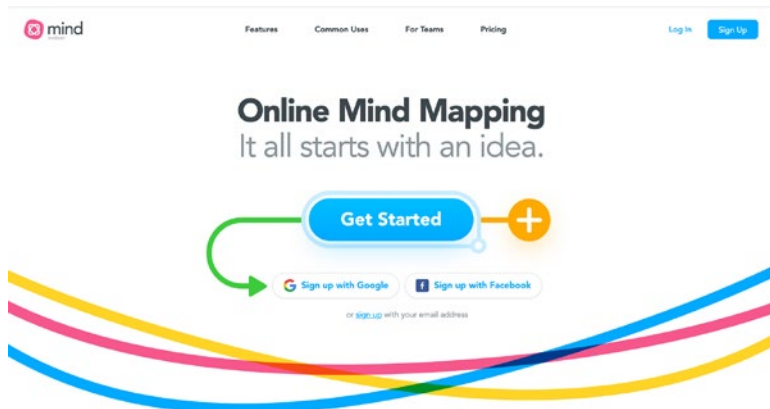 mind
Features Common Uses For Teams Pricing Log In Sign Up
Online Mind Mapping
It all starts with an idea.
Get Started
Sign up with Google Sign up with Facebook
or sign up with your email address